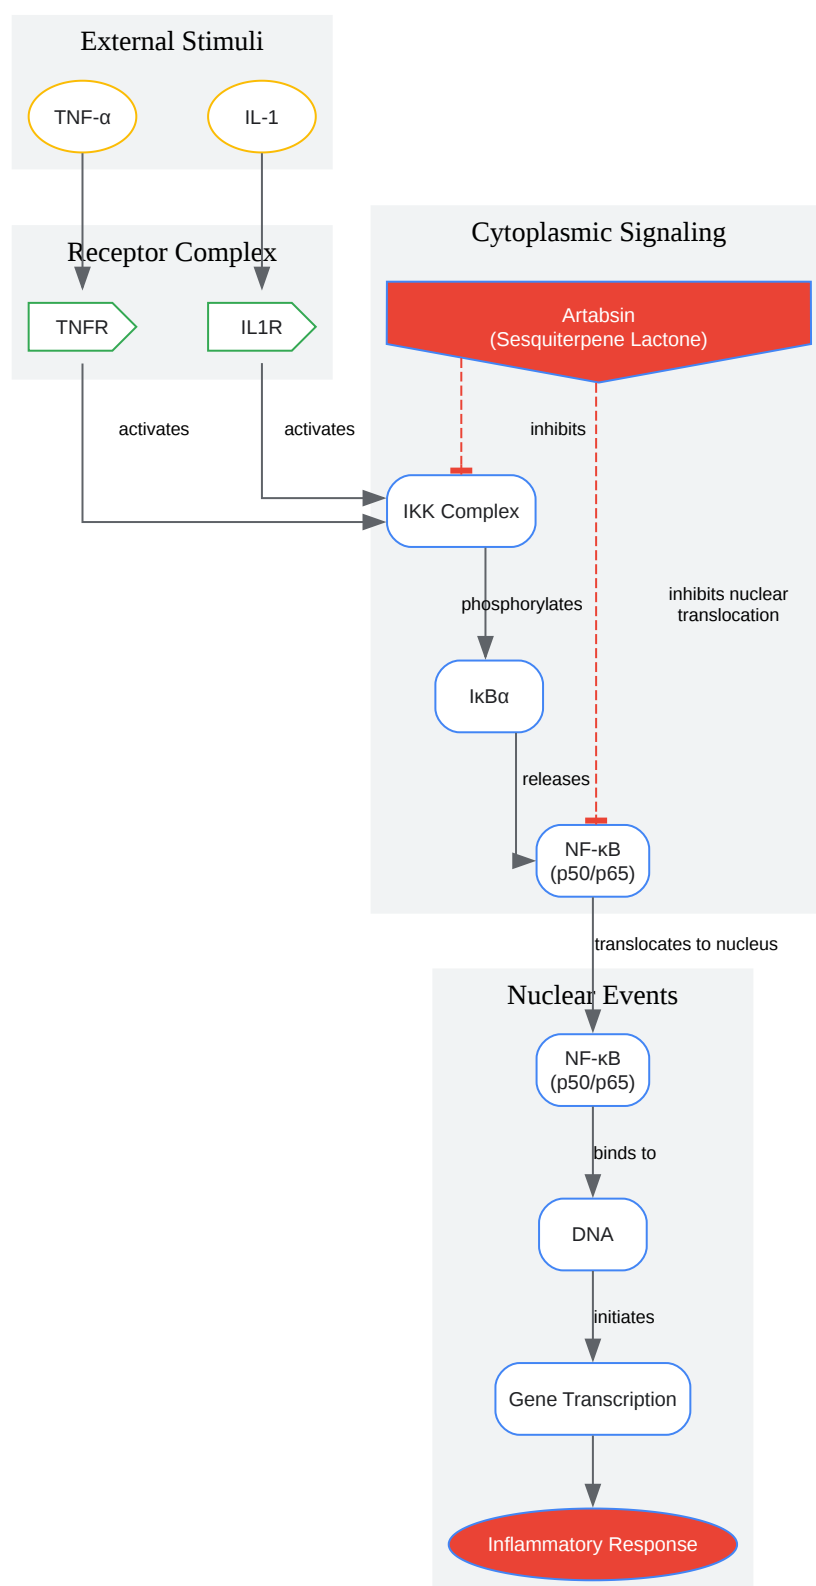 External Stimuli
TNF-α
IL-1
Receptor Complex
TNFR
IL1R
activates
activates
Cytoplasmic Signaling
Artabsin
(Sesquiterpene Lactone)
inhibits
IKK Complex
phosphorylates
inhibits nuclear
translocation
IκBα
releases
NF-κB
(p50/p65)
translocates to nucleus
Nuclear Events
NF-κB
(p50/p65)
binds to
DNA
initiates
Gene Transcription
Inflammatory Response